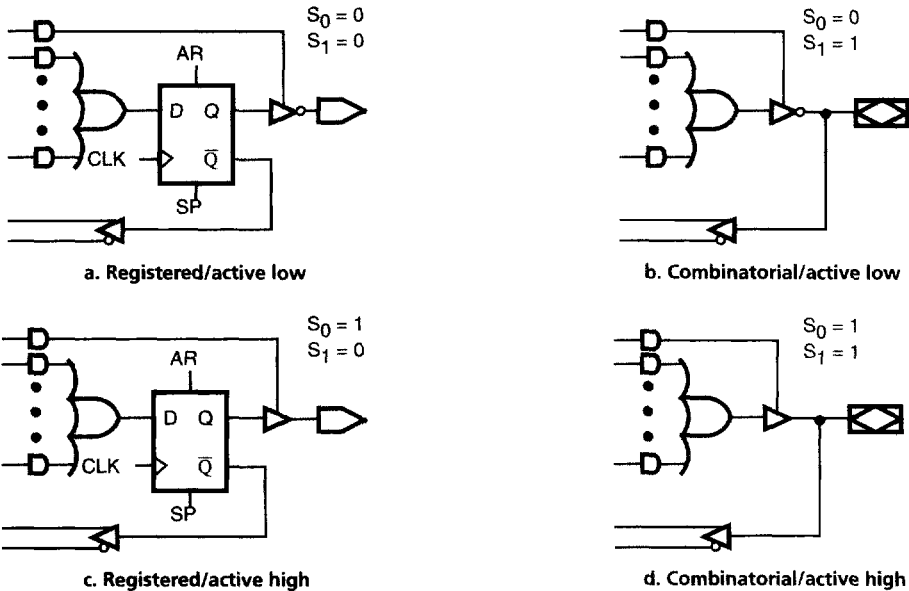 S₀ = 0
S₁ = 0
AR
D Q
CLK Q̅
SP
a. Registered/active low
S₀ = 0
S₁ = 1
b. Combinatorial/active low
S₀ = 1
S₁ = 0
AR
D Q
CLK Q̅
SP
c. Registered/active high
S₀ = 1
S₁ = 1
d. Combinatorial/active high